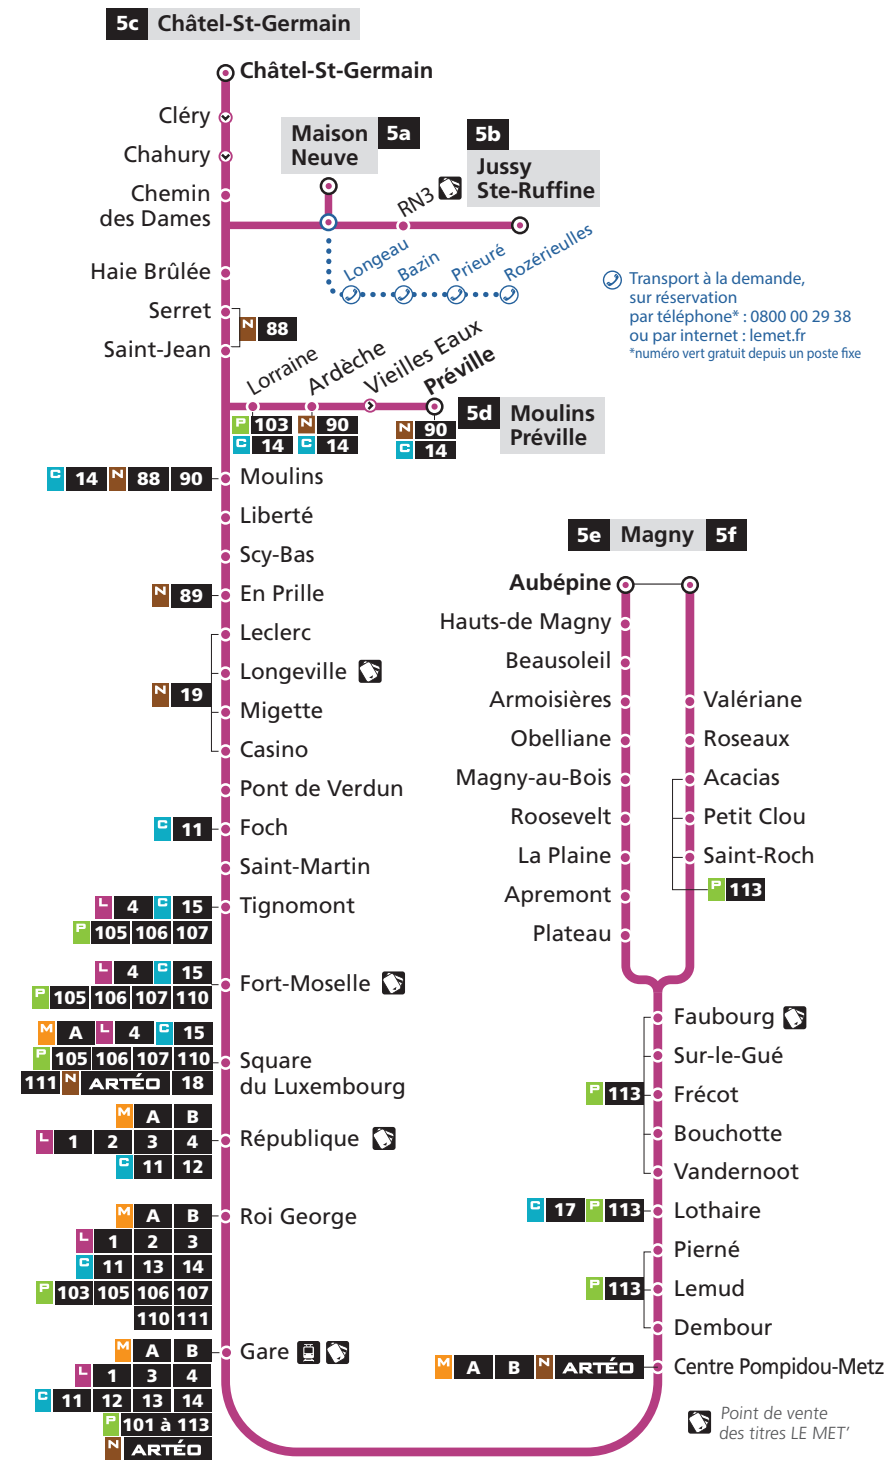 5c Châtel-St-Germain
Châtel-St-Germain
Cléry
Chahury
Chemin
des Dames
Maison
Neuve
5a
5b
Jussy
Ste-Ruffine
RN3
Longeau
Bazin
Prieuré
Rozérieulles
Transport à la demande,
sur réservation
par téléphone* : 0800 00 29 38
ou par internet : lemet.fr
*numéro vert gratuit depuis un poste fixe
Haie Brûlée
Serret
N 88
Saint-Jean
Lorraine
Ardèche
Vieilles Eaux
Préville
P 103
C 14
N 90
C 14
N 90
C 14
5d Moulins
Préville
C 14 N 88 90 Moulins
Liberté
Scy-Bas
N 89 En Prille
Leclerc
Longeville
N 19
Migette
Casino
Pont de Verdun
C 11 Foch
Saint-Martin
L 4 C 15 Tignomont
P 105 106 107
L 4 C 15
P 105 106 107 110 Fort-Moselle
M A L 4 C 15
P 105 106 107 110
111 N ARTÉO 18
Square
du Luxembourg
M A B
L 1 2 3 4
C 11 12
République
M A B
L 1 2 3
C 11 13 14
P 103 105 106 107
110 111
Roi George
M A B
L 1 3 4
C 11 12 13 14
P 101 à 113
N ARTÉO
Gare
5e Magny 5f
Aubépine
Hauts-de Magny
Beausoleil
Armoisières
Obelliane
Magny-au-Bois
Roosevelt
La Plaine
Apremont
Plateau
Valériane
Roseaux
Acacias
Petit Clou
Saint-Roch
P 113
Faubourg
Sur-le-Gué
P 113 Frécot
Bouchotte
Vandernoot
C 17 P 113 Lothaire
Pierné
P 113 Lemud
Dembour
M A B N ARTÉO Centre Pompidou-Metz
Point de vente
des titres LE MET'